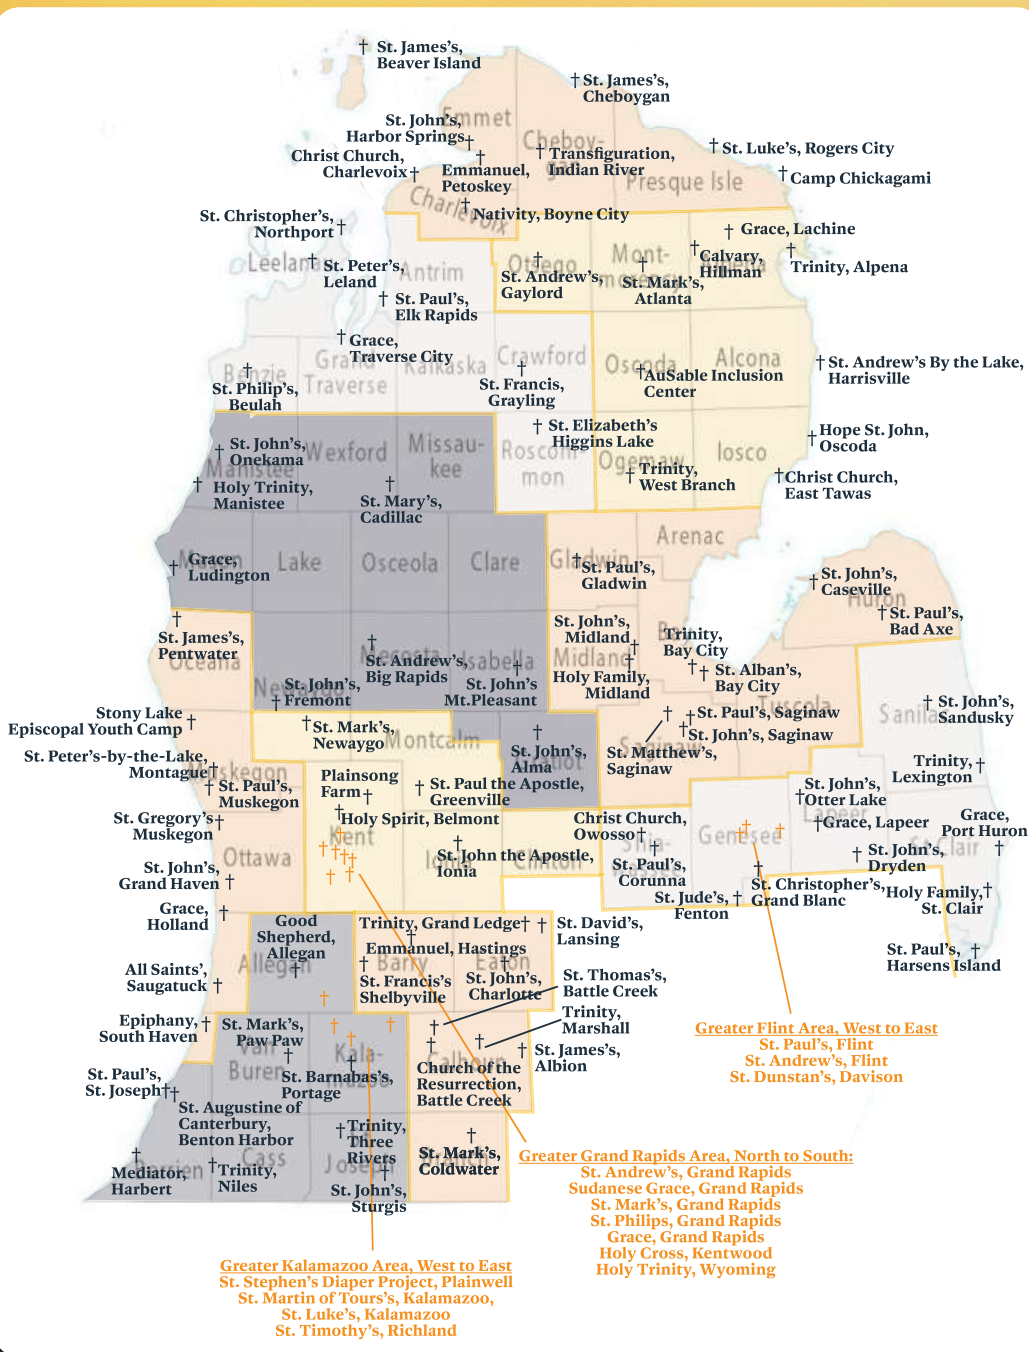 St. James's,
Beaver Island
St. James's,
Cheboygan
Emmet
St. John's,
Harbor Springs
Cheboy-
gan
Transfiguration,
Indian River
St. Luke's, Rogers City
Christ Church,
Charlevoix
Emmanuel,
Petoskey
Presque Isle
Camp Chickagami
Charlevoix
Nativity, Boyne City
St. Christopher's,
Northport
Grace, Lachine
Leelanau
St. Peter's,
Leland
Antrim
Otsego
St. Andrew's,
Gaylord
Mont-
morency
St. Mark's,
Atlanta
Alpena
Calvary,
Hillman
Trinity, Alpena
St. Paul's,
Elk Rapids
Grace,
Traverse City
Grand
Traverse
Kalkaska
Crawford
St. Francis,
Grayling
Oscoda
AuSable Inclusion
Center
Alcona
St. Andrew's By the Lake,
Harrisville
Benzie
St. Philip's,
Beulah
St. Elizabeth's
Higgins Lake
Roscom-
mon
Ogemaw
Trinity,
West Branch
Iosco
Hope St. John,
Oscoda
Christ Church,
East Tawas
St. John's,
Onekama
Manistee
Holy Trinity,
Manistee
Wexford
Missau-
kee
St. Mary's,
Cadillac
Arenac
Mason
Grace,
Ludington
Lake
Osceola
Clare
Gladwin
St. Paul's,
Gladwin
St. John's,
Caseville
Huron
St. Paul's,
Bad Axe
St. James's,
Pentwater
Oceana
Mecosta
St. Andrew's,
Big Rapids
Isabella
St. John's
Mt.Pleasant
St. John's,
Midland
Midland
Holy Family,
Midland
Bay
Trinity,
Bay City
St. Alban's,
Bay City
Newaygo
St. John's,
Fremont
Tuscola
Sanilac
St. John's,
Sandusky
Stony Lake
Episcopal Youth Camp
St. Mark's,
Newaygo
Montcalm
St. John's,
Alma
Gratiot
St. Paul's, Saginaw
St. John's, Saginaw
Saginaw
St. Matthew's,
Saginaw
St. Peter's-by-the-Lake,
Montague
Muskegon
St. Paul's,
Muskegon
Plainsong
Farm
St. Paul the Apostle,
Greenville
Trinity,
Lexington
St. John's,
Otter Lake
Lapeer
Grace, Lapeer
St. Gregory's
Muskegon
Holy Spirit, Belmont
Kent
Christ Church,
Owosso
Genesee
Grace,
Port Huron
St Clair
Ottawa
Ionia
St. John the Apostle,
Ionia
Clinton
Shia-
wassee
St. Paul's,
Corunna
St. John's,
Dryden
St. John's,
Grand Haven
St. Jude's,
Fenton
St. Christopher's,
Grand Blanc
Holy Family,
St. Clair
Grace,
Holland
Good
Shepherd,
Allegan
Allegan
Trinity, Grand Ledge
Emmanuel, Hastings
Barry
St. Francis's
Shelbyville
Eaton
St. John's,
Charlotte
St. David's,
Lansing
St. Paul's,
Harsens Island
All Saints',
Saugatuck
St. Thomas's,
Battle Creek
Trinity,
Marshall
Epiphany,
South Haven
St. Mark's,
Paw Paw
Van
Buren
Kala-
mazoo
St. Barnabas's,
Portage
Calhoun
Church of the
Resurrection,
Battle Creek
St. James's,
Albion
Greater Flint Area, West to East
St. Paul's, Flint
St. Andrew's, Flint
St. Dunstan's, Davison
St. Paul's,
St. Joseph
St. Augustine of
Canterbury,
Benton Harbor
Berrien
Mediator,
Harbert
Cass
Trinity,
Niles
Trinity,
Three
Rivers
St.
Joseph
St. John's,
Sturgis
Branch
St. Mark's,
Coldwater
Greater Grand Rapids Area, North to South:
St. Andrew's, Grand Rapids
Sudanese Grace, Grand Rapids
St. Mark's, Grand Rapids
St. Philips, Grand Rapids
Grace, Grand Rapids
Holy Cross, Kentwood
Holy Trinity, Wyoming
Greater Kalamazoo Area, West to East
St. Stephen's Diaper Project, Plainwell
St. Martin of Tours's, Kalamazoo,
St. Luke's, Kalamazoo
St. Timothy's, Richland